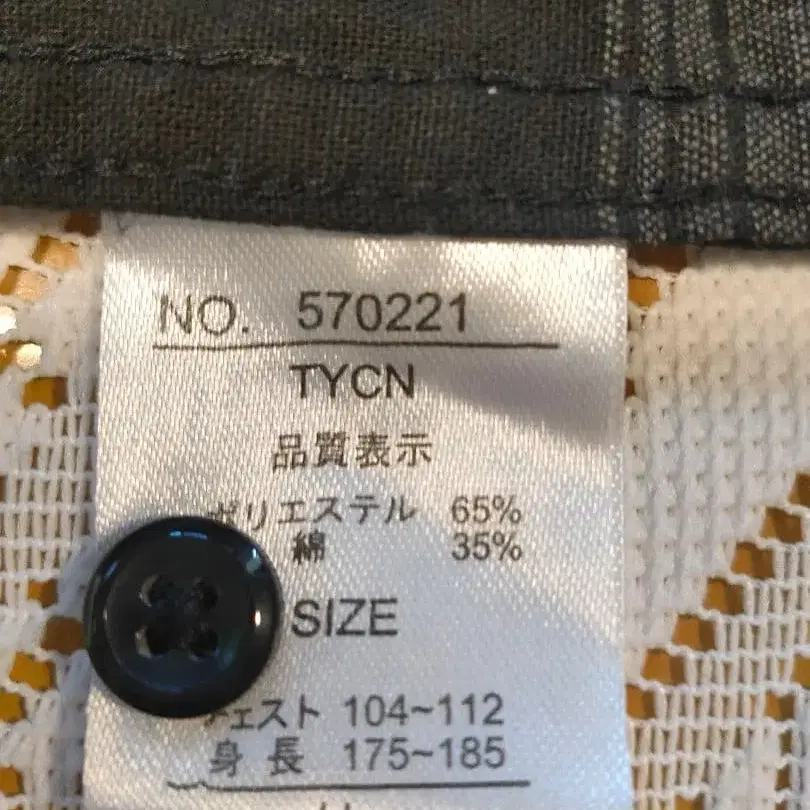 NO. 570221
TYCN
品質表示
ポリエステル 65%
綿 35%
SIZE
チェスト 104~112
身長 175~185